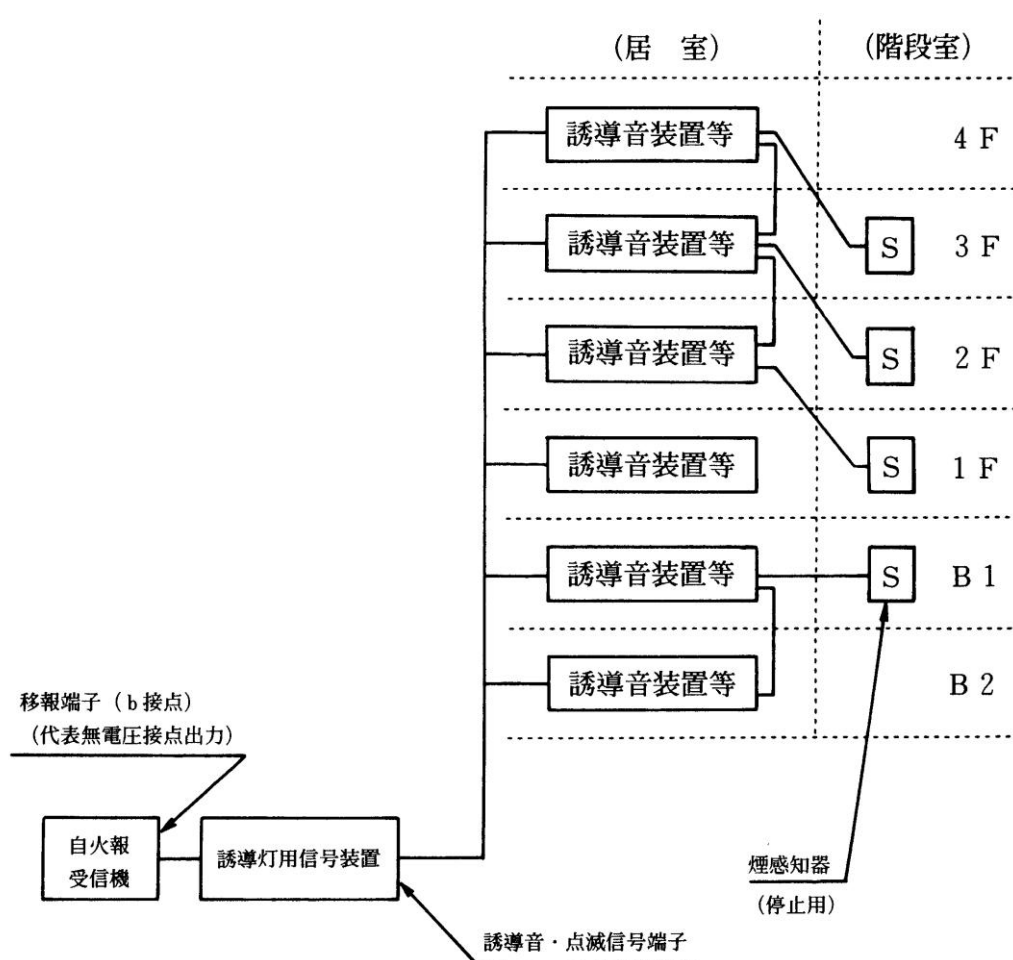 (居　室)
(階段室)
誘導音装置等
4 F
誘導音装置等
S
3 F
誘導音装置等
S
2 F
誘導音装置等
S
1 F
誘導音装置等
S
B 1
誘導音装置等
B 2
移報端子（b接点）
（代表無電圧接点出力）
自火報
受信機
誘導灯用信号装置
煙感知器
（停止用）
誘導音・点滅信号端子